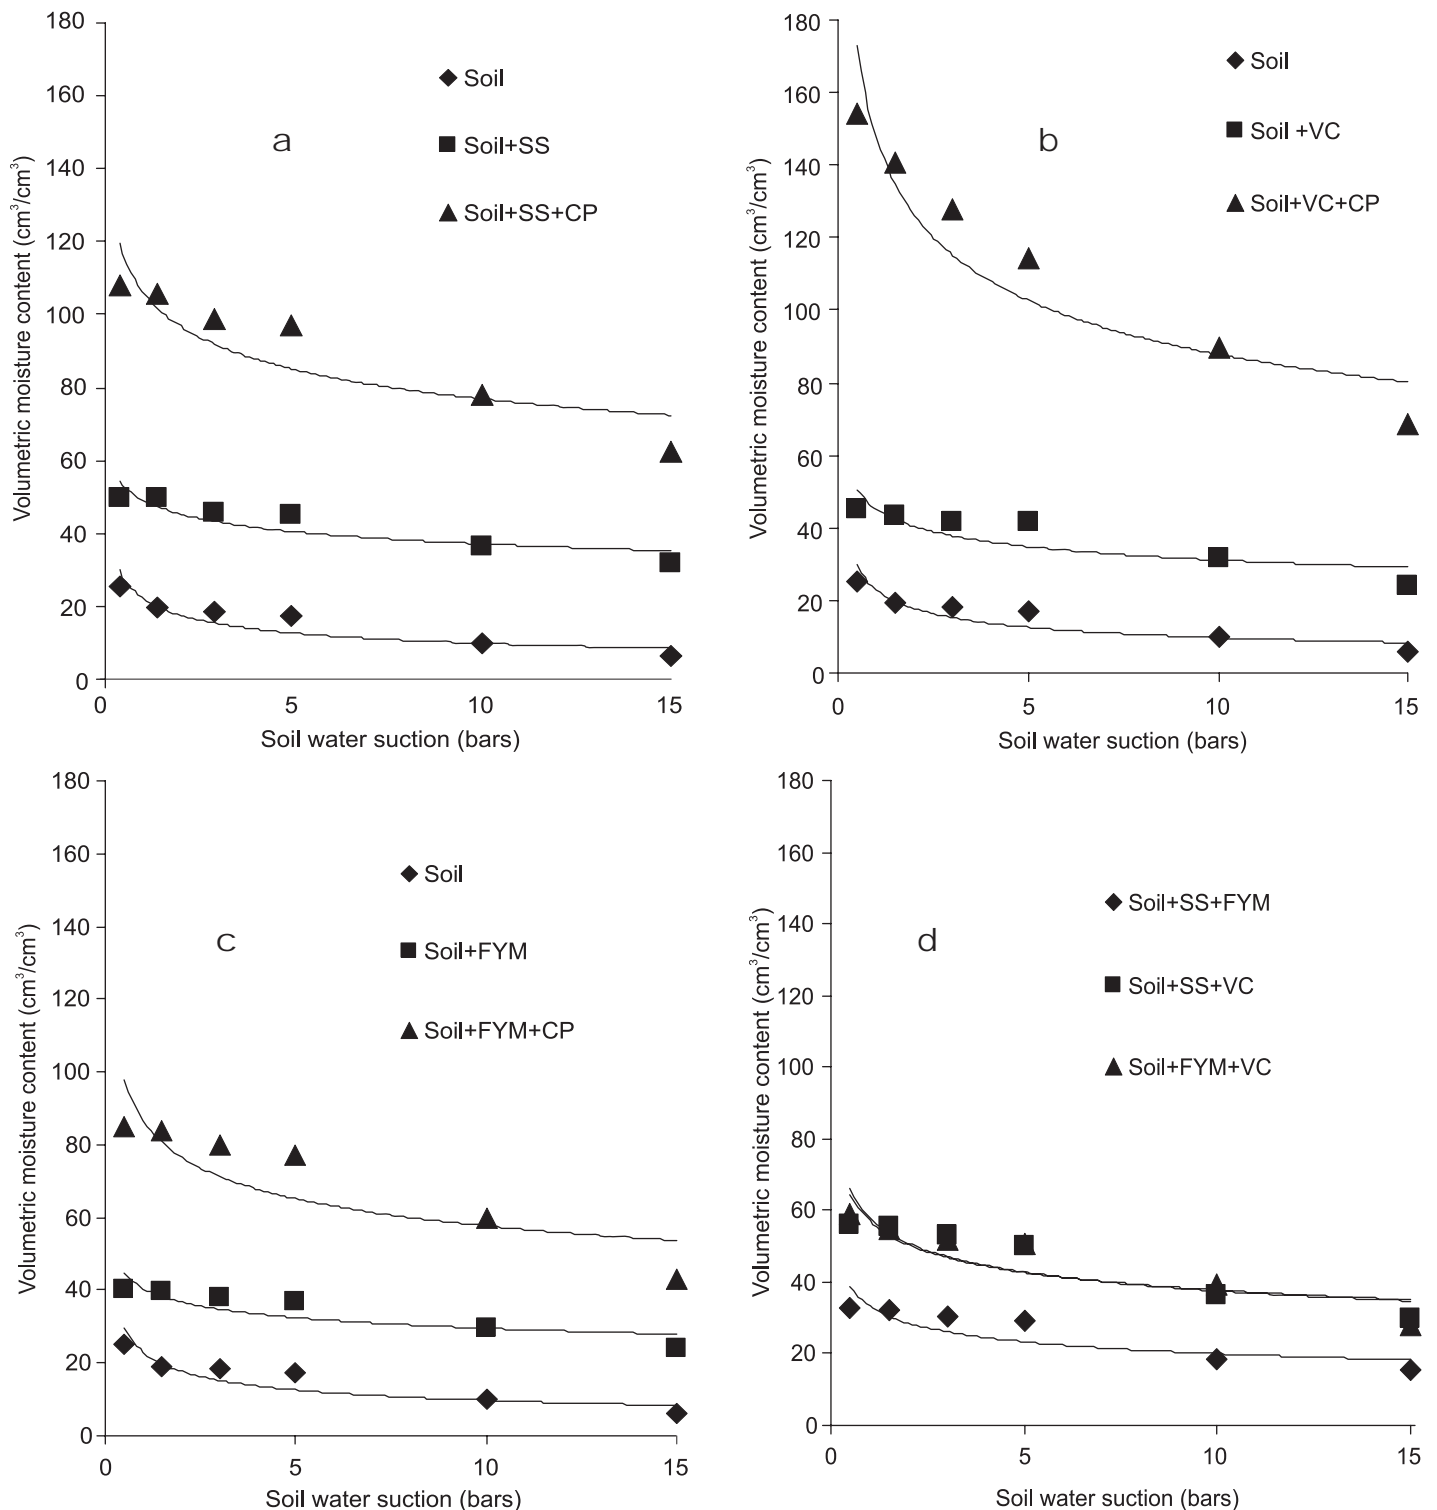 180
160
140
120
100
80
60
40
20
0
0 5 10 15
Volumetric moisture content (cm³/cm³)
Soil water suction (bars)
a
Soil
Soil+SS
Soil+SS+CP
180
160
140
120
100
80
60
40
20
0
0 5 10 15
Volumetric moisture content (cm³/cm³)
Soil water suction (bars)
b
Soil
Soil +VC
Soil+VC+CP
180
160
140
120
100
80
60
40
20
0
0 5 10 15
Volumetric moisture content (cm³/cm³)
Soil water suction (bars)
c
Soil
Soil+FYM
Soil+FYM+CP
180
160
140
120
100
80
60
40
20
0
0 5 10 15
Volumetric moisture content (cm³/cm³)
Soil water suction (bars)
d
Soil+SS+FYM
Soil+SS+VC
Soil+FYM+VC